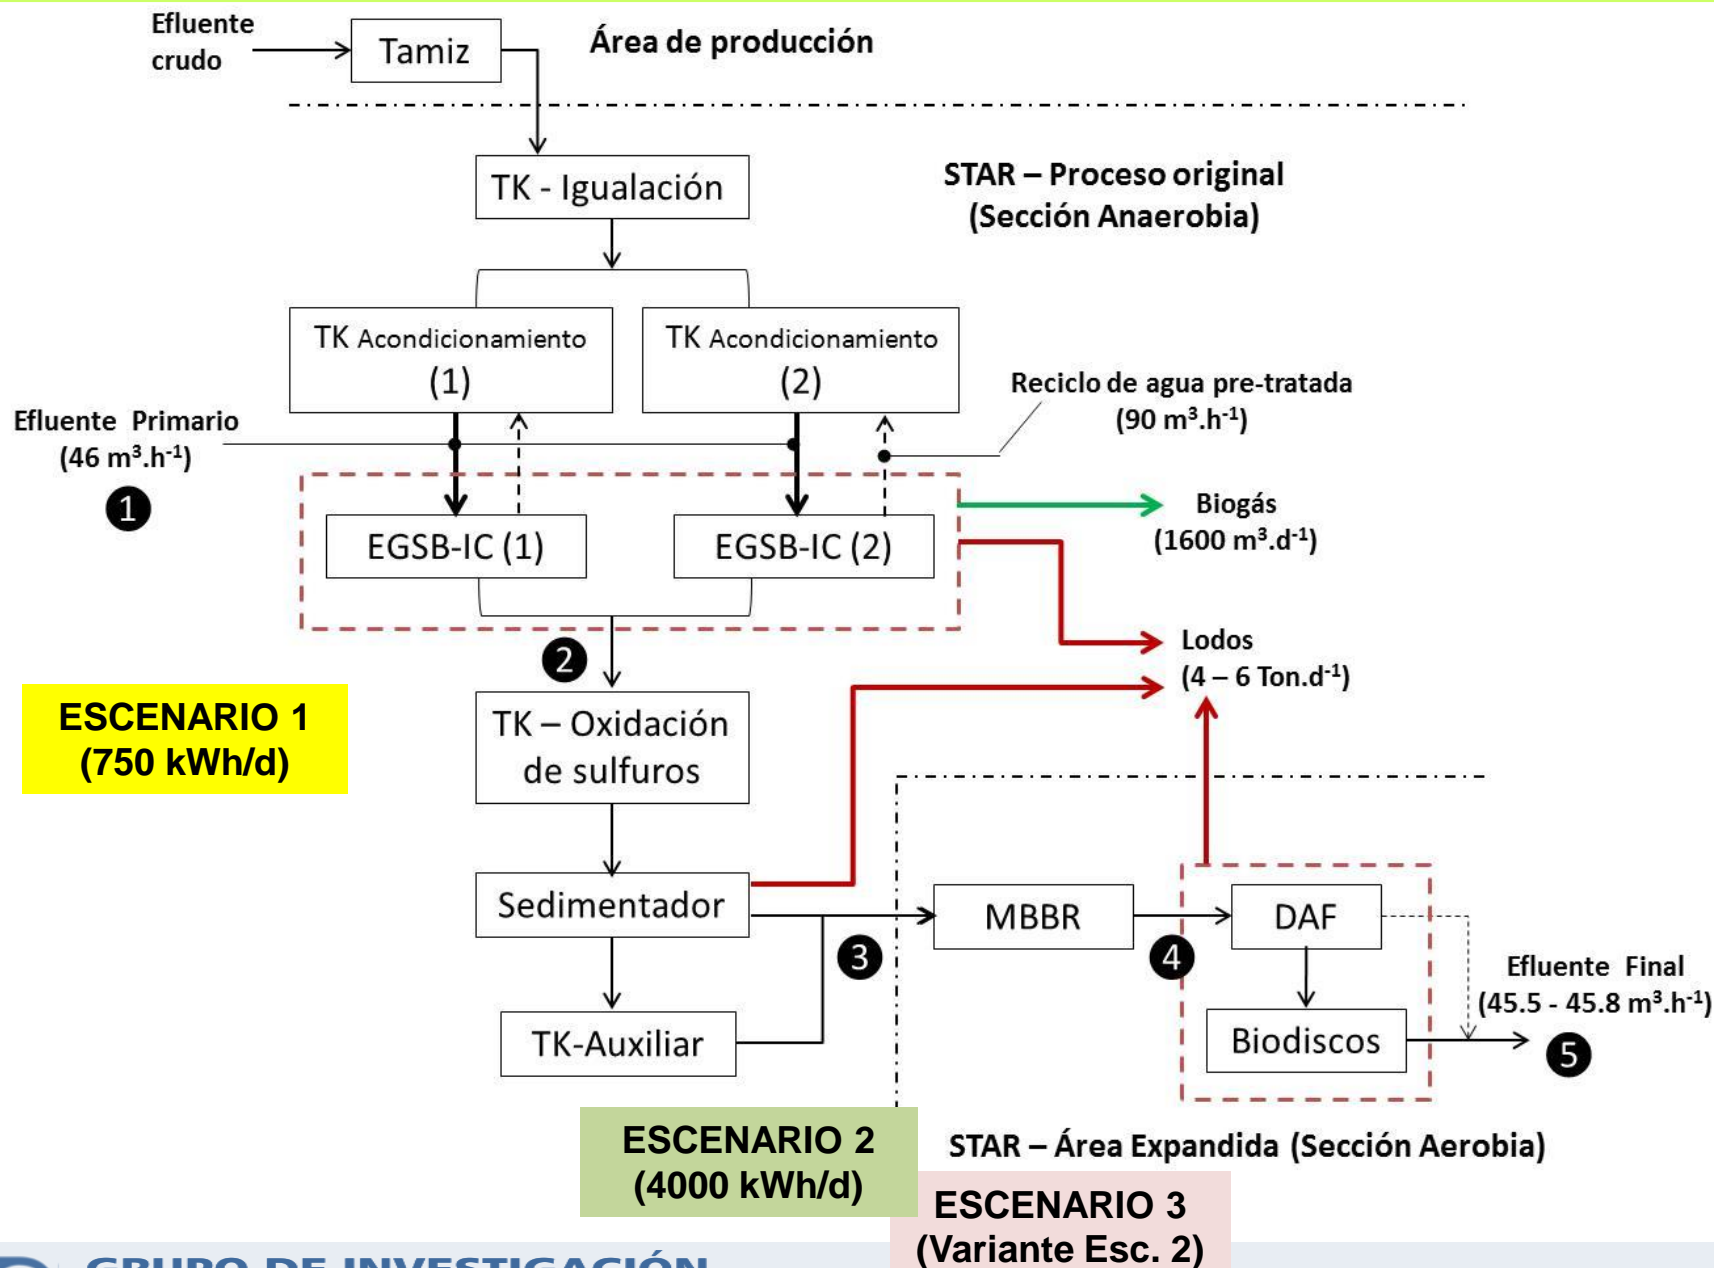 Efluente
crudo
Tamiz
Área de producción
TK - Igualación
STAR – Proceso original
(Sección Anaerobia)
TK Acondicionamiento
(1)
TK Acondicionamiento
(2)
Reciclo de agua pre-tratada
(90 m³.h⁻¹)
Efluente Primario
(46 m³.h⁻¹)
1
EGSB-IC (1)
EGSB-IC (2)
Biogás
(1600 m³.d⁻¹)
2
Lodos
(4 – 6 Ton.d⁻¹)
ESCENARIO 1
(750 kWh/d)
TK – Oxidación
de sulfuros
Sedimentador
3
MBBR
4
DAF
Efluente Final
(45.5 - 45.8 m³.h⁻¹)
5
TK-Auxiliar
Biodiscos
ESCENARIO 2
(4000 kWh/d)
STAR – Área Expandida (Sección Aerobia)
ESCENARIO 3
(Variante Esc. 2)
GRUPO DE INVESTIGACIÓN